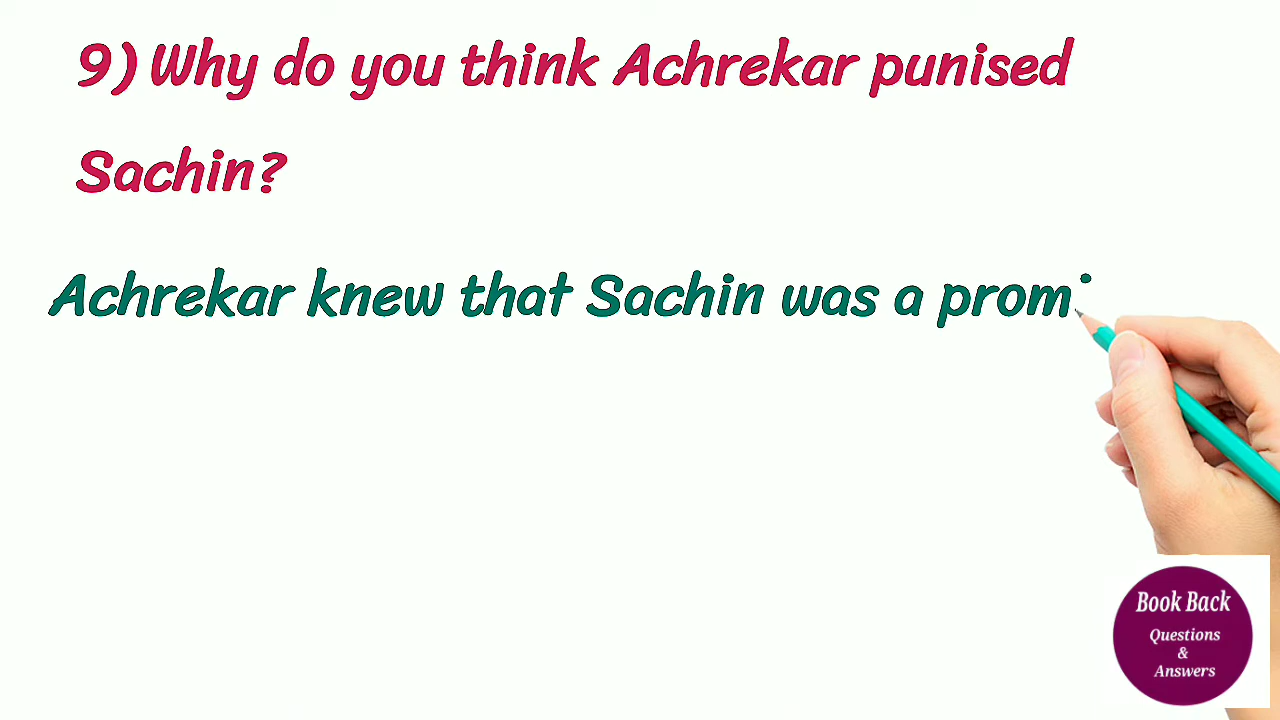 9) Why do you think Achrekar punised
Sachin?
Achrekar knew that Sachin was a prom
Book Back
Questions
&
Answers